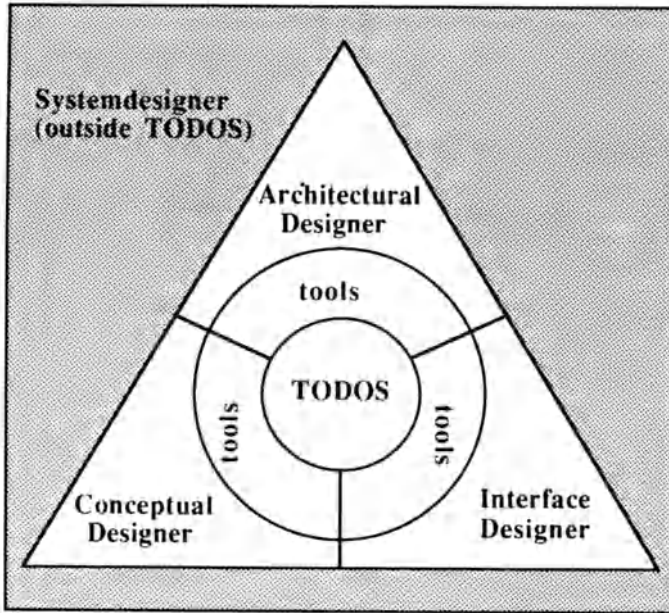 Systemdesigner
(outside TODOS)
Architectural
Designer
tools
TODOS
tools
tools
Conceptual
Designer
Interface
Designer